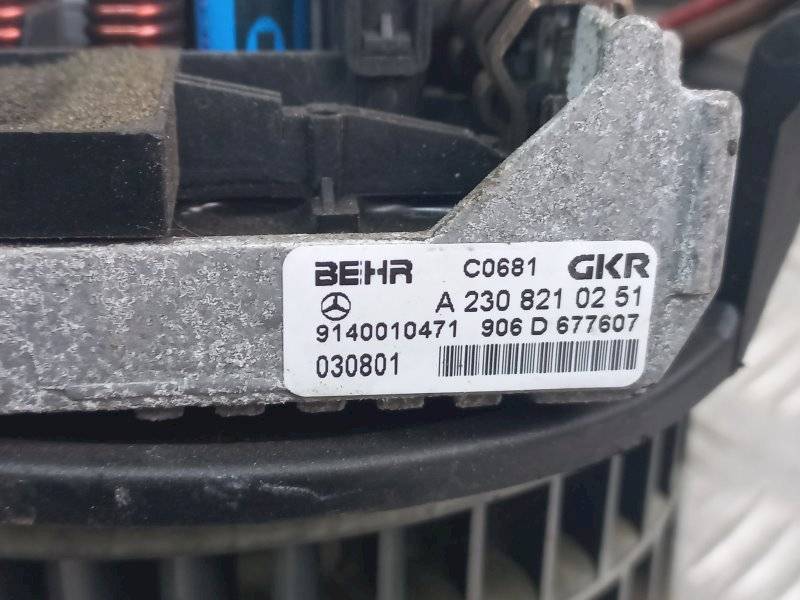 BEHR C0681 GKR
A 230 821 02 51
9140010471 906 D 677607
030801